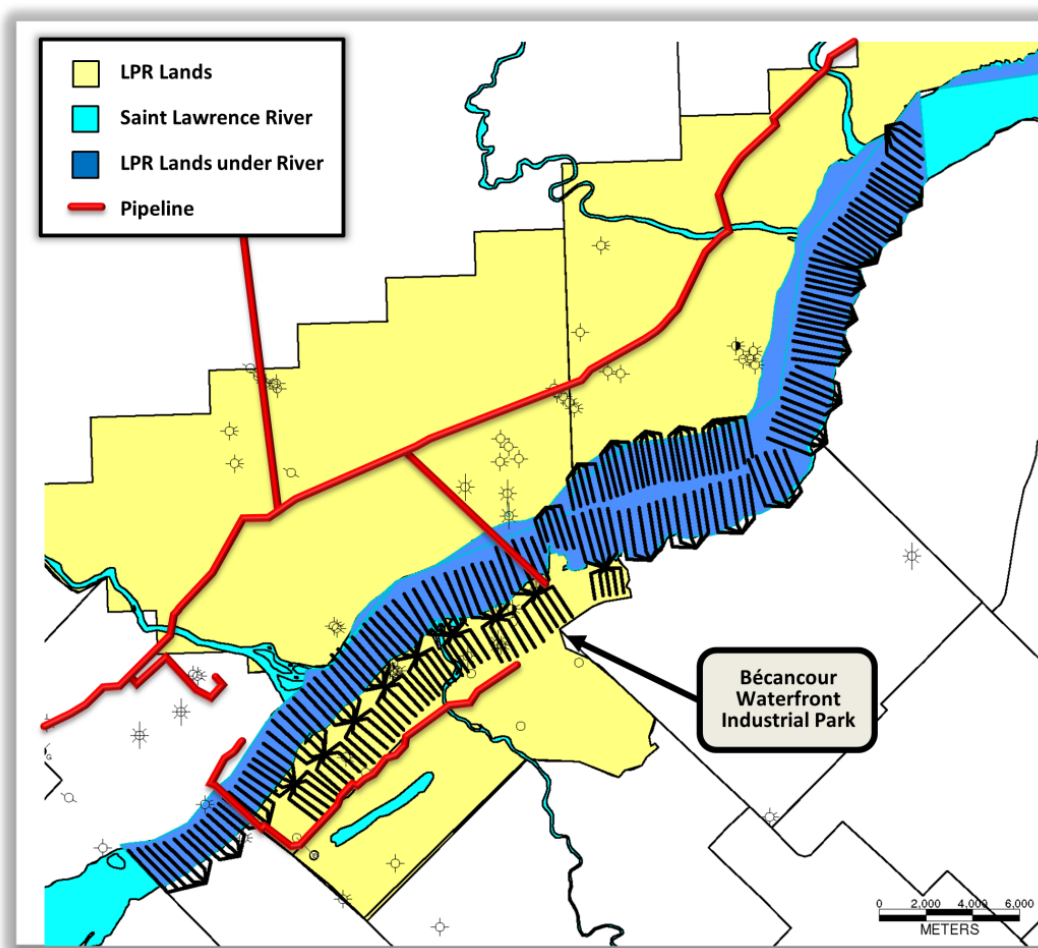 LPR Lands
Saint Lawrence River
LPR Lands under River
Pipeline
Bécancour
Waterfront
Industrial Park
0 2,000 4,000 6,000
METERS
G